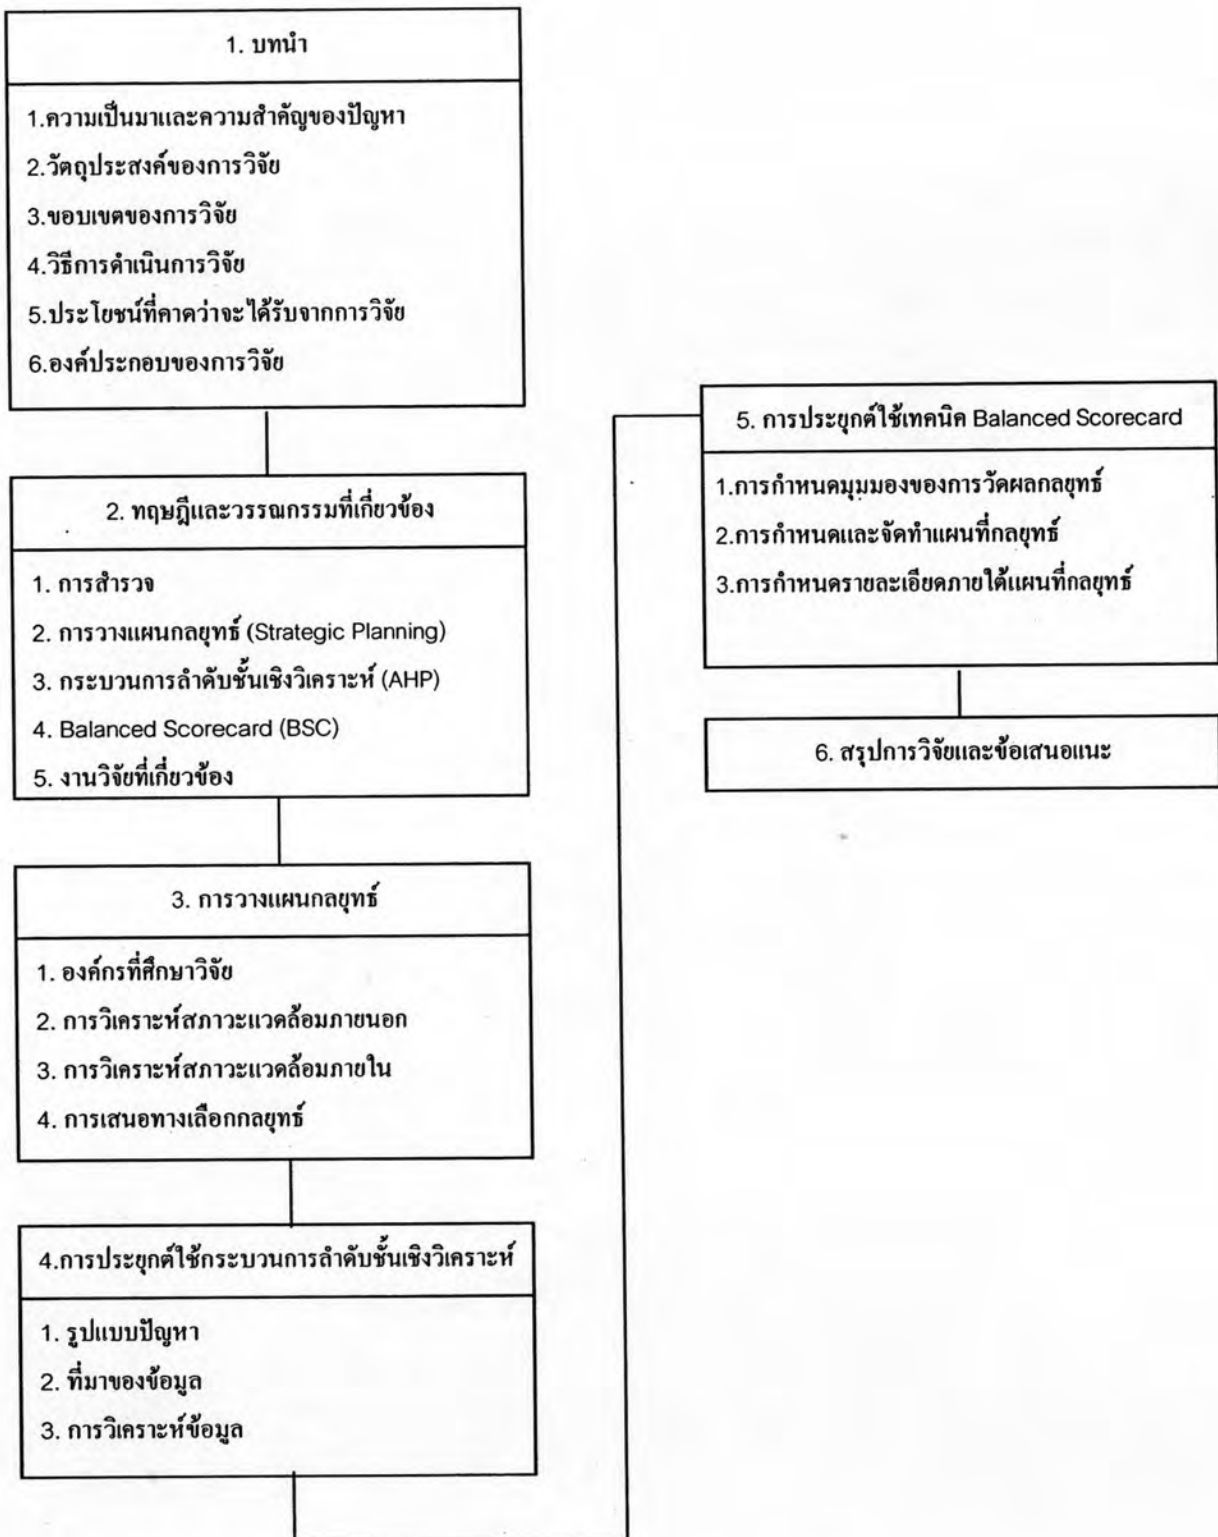 1. บทนำ
1.ความเป็นมาและความสำคัญของปัญหา
2.วัตถุประสงค์ของการวิจัย
3.ขอบเขตของการวิจัย
4.วิธีการดำเนินการวิจัย
5.ประโยชน์ที่คาดว่าจะได้รับจากการวิจัย
6.องค์ประกอบของการวิจัย
2. ทฤษฎีและวรรณกรรมที่เกี่ยวข้อง
1. การสำรวจ
2. การวางแผนกลยุทธ์ (Strategic Planning)
3. กระบวนการลำดับชั้นเชิงวิเคราะห์ (AHP)
4. Balanced Scorecard (BSC)
5. งานวิจัยที่เกี่ยวข้อง
3. การวางแผนกลยุทธ์
1. องค์กรที่ศึกษาวิจัย
2. การวิเคราะห์สภาวะแวดล้อมภายนอก
3. การวิเคราะห์สภาวะแวดล้อมภายใน
4. การเสนอทางเลือกกลยุทธ์
4.การประยุกต์ใช้กระบวนการลำดับชั้นเชิงวิเคราะห์
1. รูปแบบปัญหา
2. ที่มาของข้อมูล
3. การวิเคราะห์ข้อมูล
5. การประยุกต์ใช้เทคนิค Balanced Scorecard
1.การกำหนดมุมมองของการวัดผลกลยุทธ์
2.การกำหนดและจัดทำแผนที่กลยุทธ์
3.การกำหนดรายละเอียดภายใต้แผนที่กลยุทธ์
6. สรุปการวิจัยและข้อเสนอแนะ